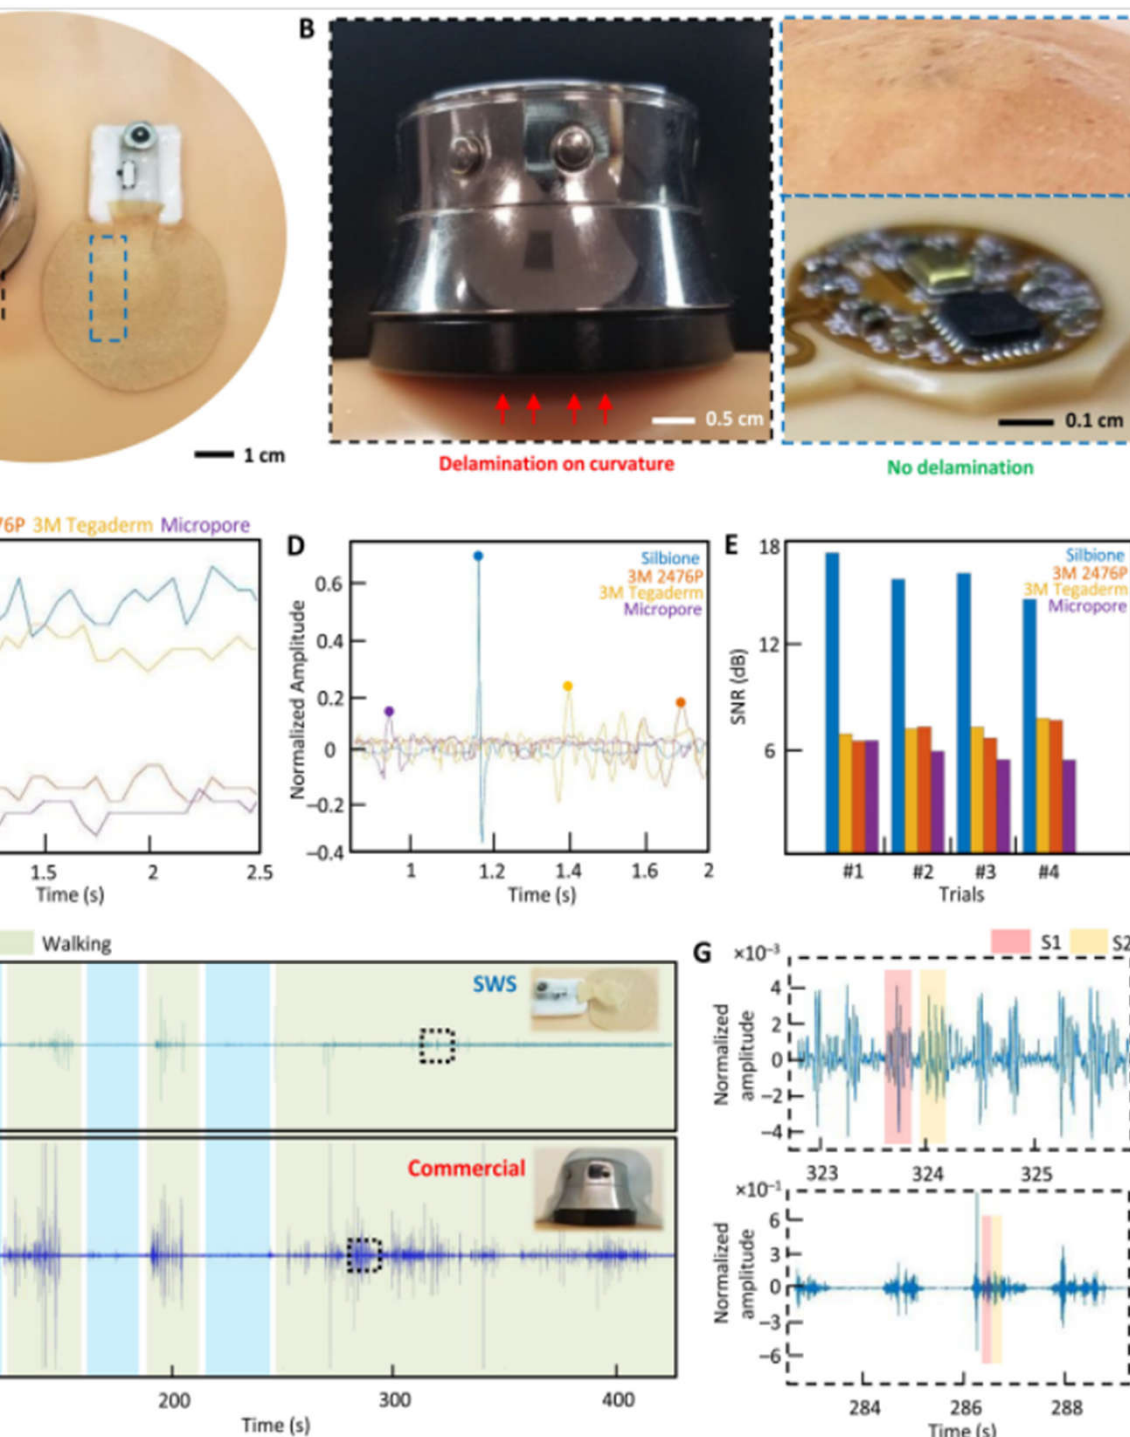 B
1 cm
0.5 cm
0.1 cm
Delamination on curvature
No delamination
76P 3M Tegaderm Micropore
1.5
2
2.5
Time (s)
D
Normalized Amplitude
0.6
0.4
0.2
0
−0.2
−0.4
Silbione
3M 2476P
3M Tegaderm
Micropore
1
1.2
1.4
1.6
2
Time (s)
E
SNR (dB)
18
12
6
Silbione
3M 2476P
3M Tegaderm
Micropore
#1
#2
#3
#4
Trials
Walking
SWS
Commercial
200
300
400
Time (s)
G
S1
S2
×10−3
Normalized
amplitude
4
2
0
−2
−4
323
324
325
×10−1
Normalized
amplitude
6
3
0
−3
−6
284
286
288
Time (s)